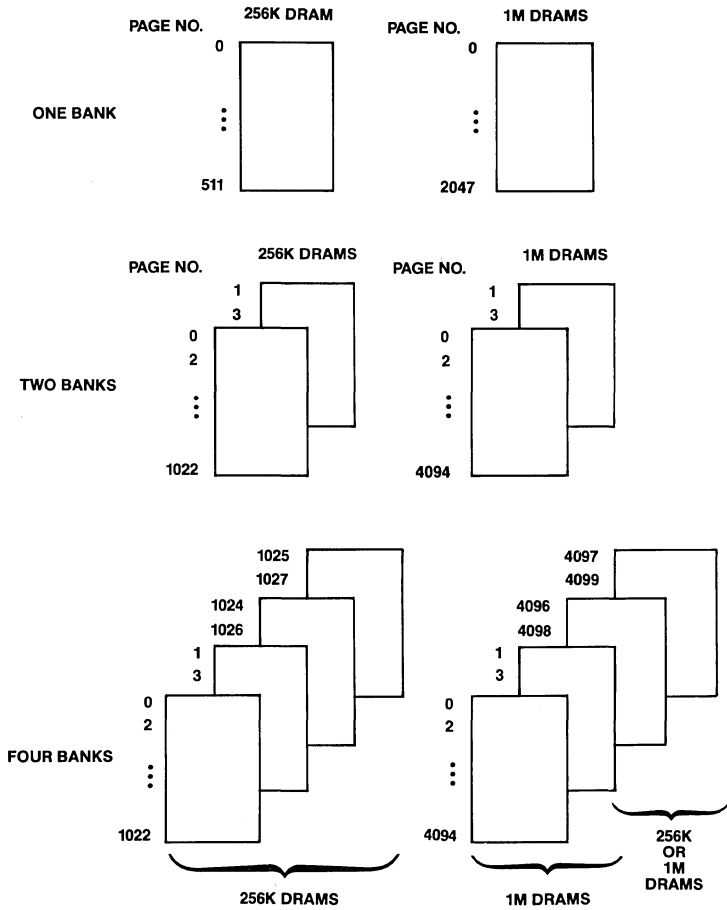 PAGE NO. 256K DRAM
0
ONE BANK
511
PAGE NO. 1M DRAMS
0
2047
PAGE NO. 256K DRAMS
1
3
0
2
TWO BANKS
1022
PAGE NO. 1M DRAMS
1
3
0
2
4094
1025
1027
1024
1026
1
3
0
2
FOUR BANKS
1022
256K DRAMS
4097
4099
4096
4098
1
3
0
2
4094
1M DRAMS
256K
OR
1M
DRAMS